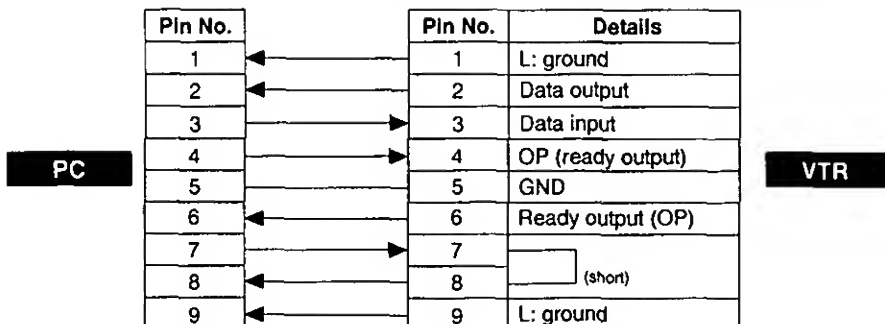 Pin No. Pin No. Details
1 1 L: ground
2 2 Data output
3 3 Data input
4 4 OP (ready output)
5 5 GND
6 6 Ready output (OP)
7 7
8 8 (short)
9 9 L: ground
PC
VTR